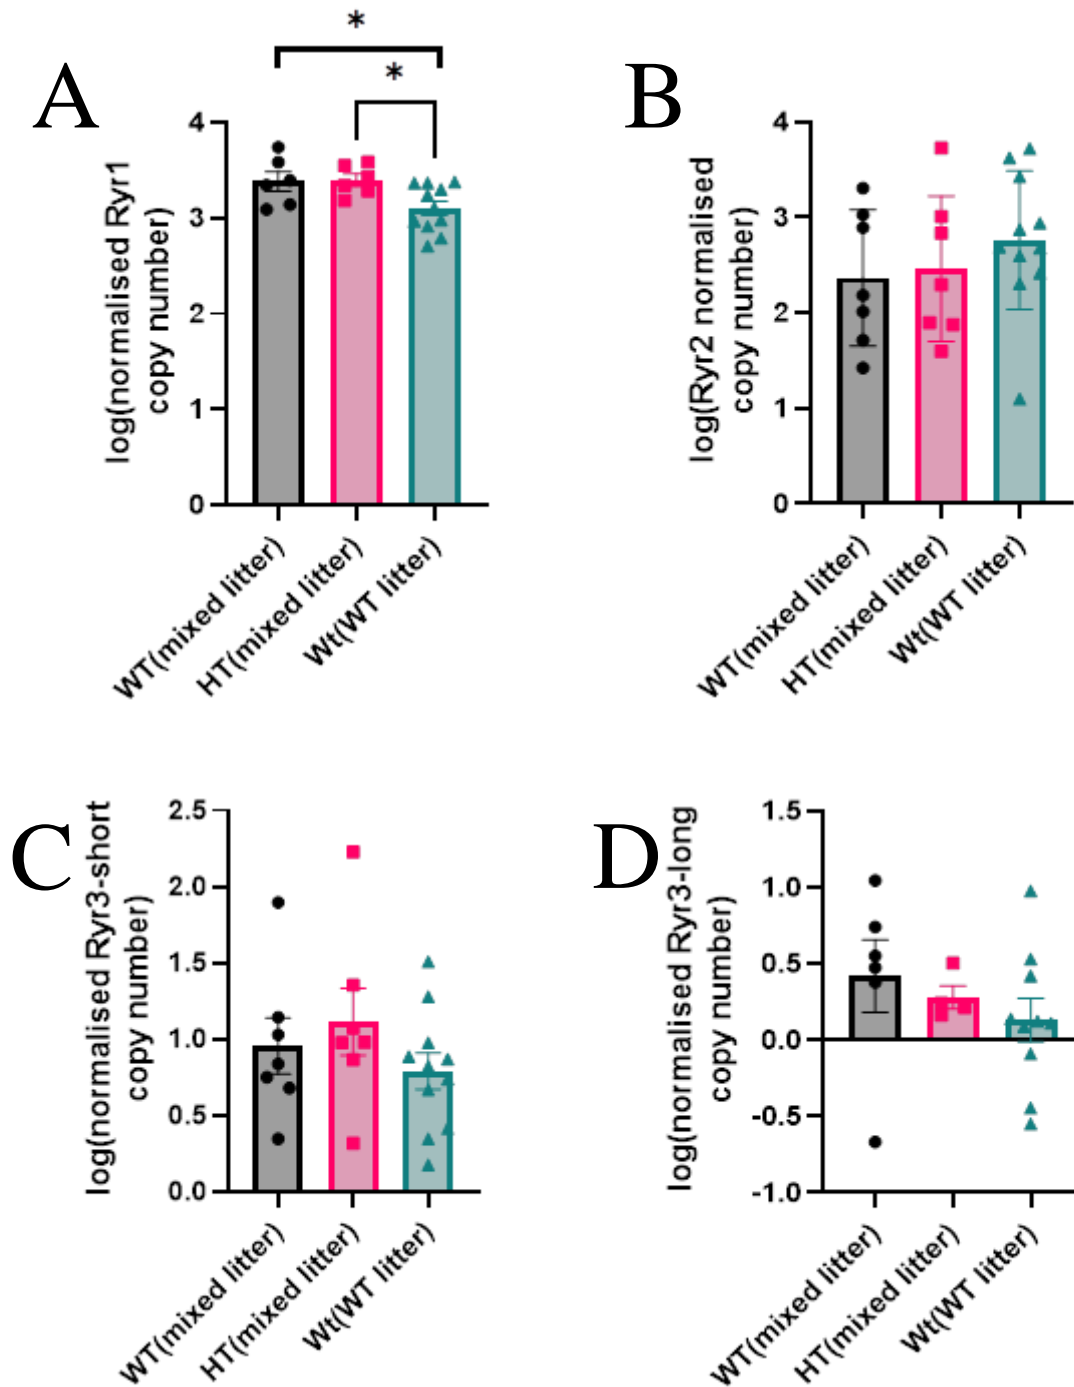 *
*
A
log(normalised Ryr1
copy number)
4
3
2
1
0
WT(mixed litter)
HT(mixed litter)
Wt(WT litter)
B
log(Ryr2 normalised
copy number)
4
3
2
1
0
WT(mixed litter)
HT(mixed litter)
Wt(WT litter)
C
log(normalised Ryr3-short
copy number)
2.5
2.0
1.5
1.0
0.5
0.0
WT(mixed litter)
HT(mixed litter)
Wt(WT litter)
D
log(normalised Ryr3-long
copy number)
1.5
1.0
0.5
0.0
-0.5
-1.0
WT(mixed litter)
HT(mixed litter)
Wt(WT litter)